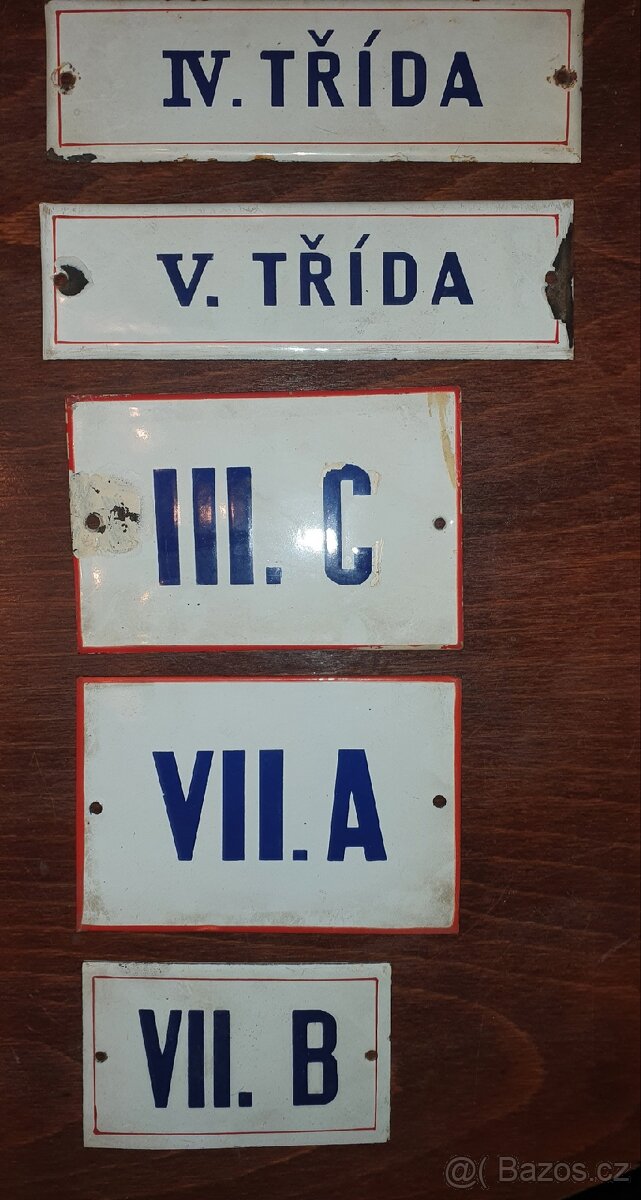 IV. TŘÍDA
V. TŘÍDA
III. C
VII. A
VII. B
@( Bazos.cz